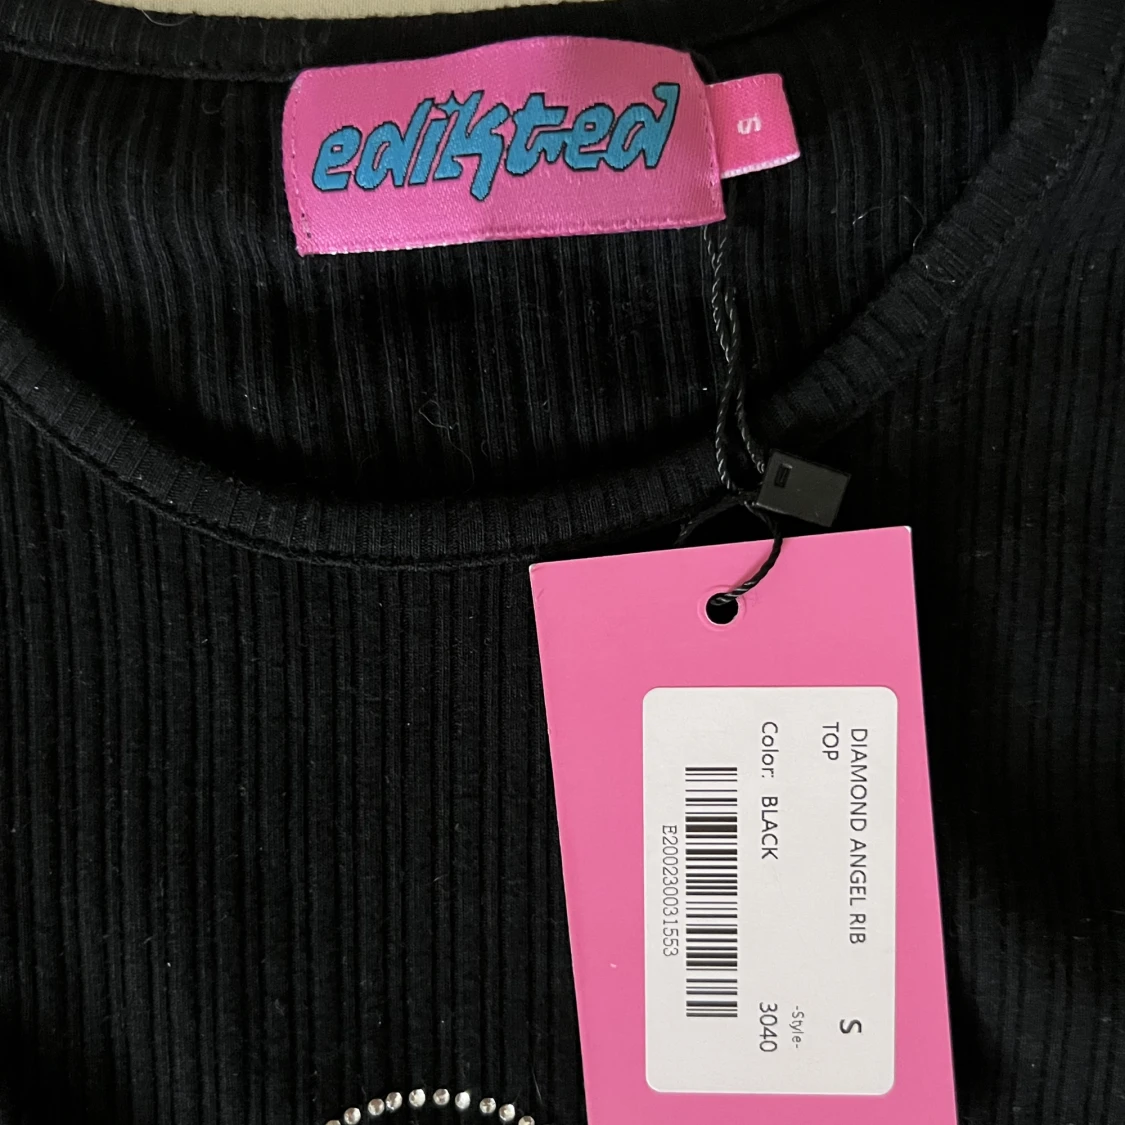 edikted
S
DIAMOND ANGEL RIB
TOP
S
-Style-
Color: BLACK
3040
E200230031553